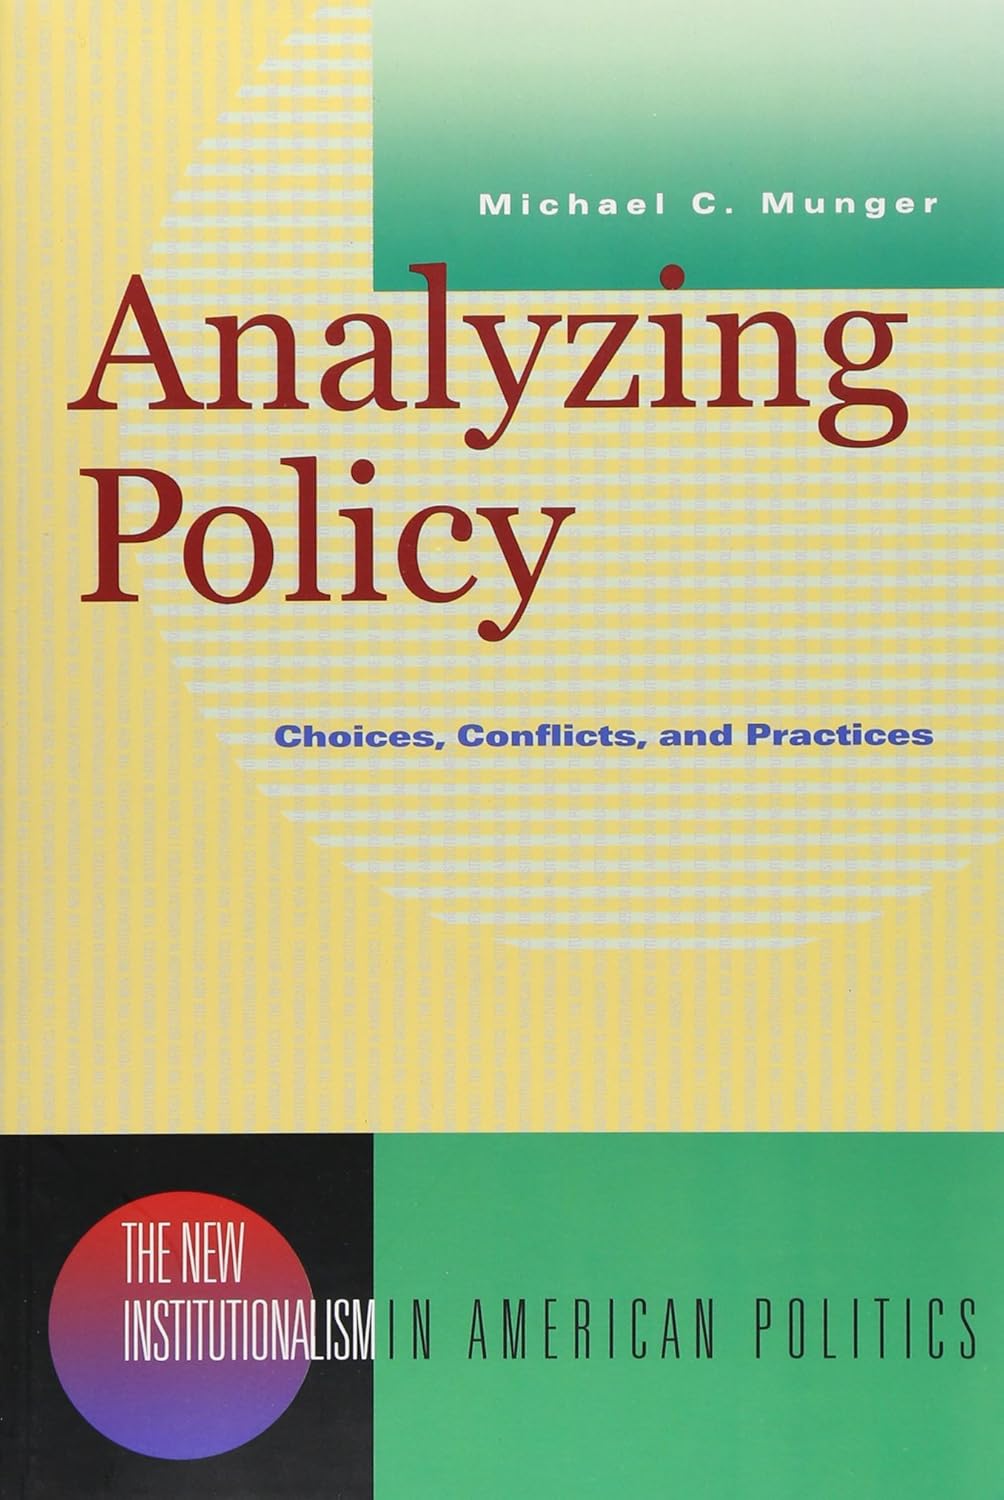 Michael C. Munger
Analyzing
Policy
Choices, Conflicts, and Practices
THE NEW
INSTITUTIONALISM IN AMERICAN POLITICS